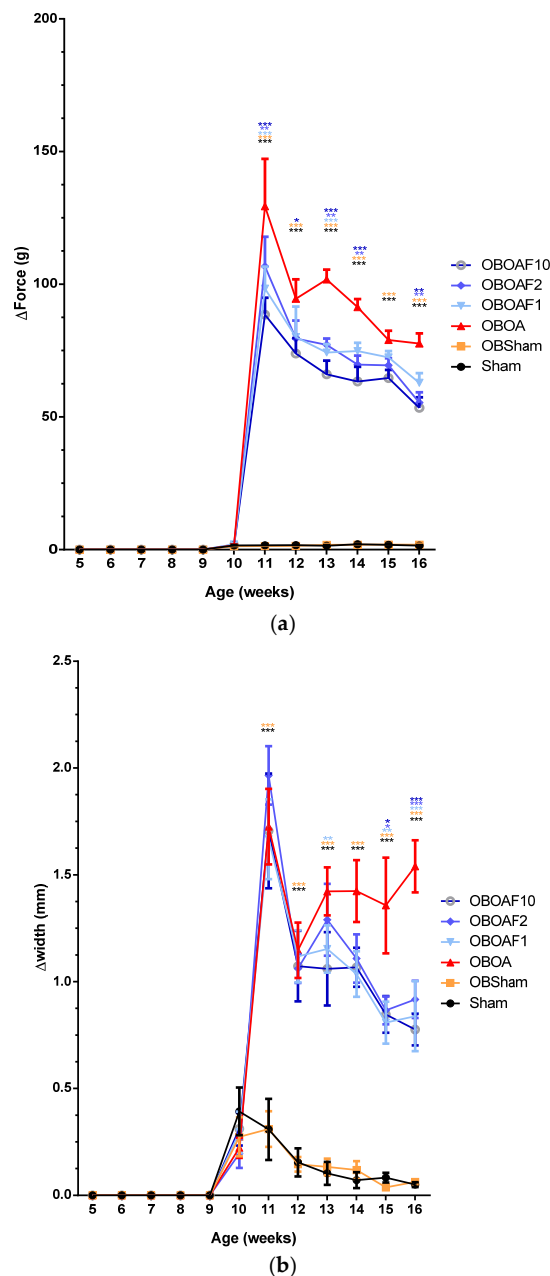 200
150
100
50
0
ΔForce (g)
***
**
***
***
***
*
***
***
***
**
***
***
***
***
**
***
***
***
***
**
**
***
***
OBOAF10
OBOAF2
OBOAF1
OBOA
OBSham
Sham
5 6 7 8 9 10 11 12 13 14 15 16
Age (weeks)
(a)
2.5
2.0
1.5
1.0
0.5
0.0
Δwidth (mm)
***
***
***
***
**
***
***
***
*
*
**
***
***
***
***
***
***
***
OBOAF10
OBOAF2
OBOAF1
OBOA
OBSham
Sham
5 6 7 8 9 10 11 12 13 14 15 16
Age (weeks)
(b)